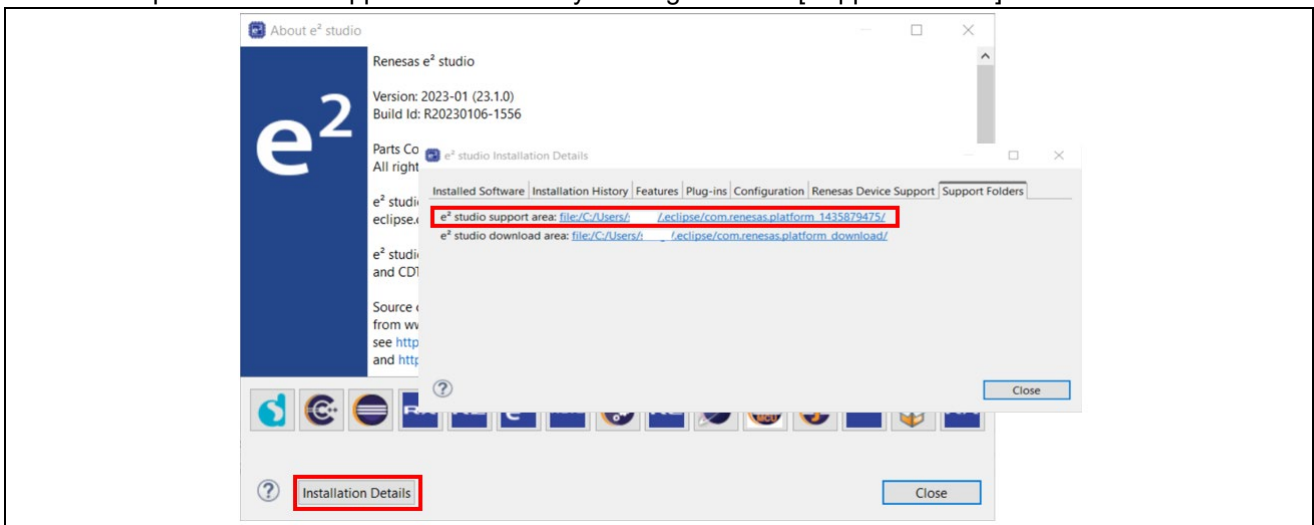 About e² studio
Renesas e² studio
Version: 2023-01 (23.1.0)
Build Id: R20230106-1556
Parts Co
All right
e² studi
eclipse.
e² studi
and CDT
Source
from ww
see http
and http
e2
e² studio Installation Details
Installed Software Installation History Features Plug-ins Configuration Renesas Device Support Support Folders
e² studio support area: file:/C:/Users/ /.eclipse/com.renesas.platform_1435879475/
e² studio download area: file:/C:/Users/ /.eclipse/com.renesas.platform_download/
Close
Installation Details
Close